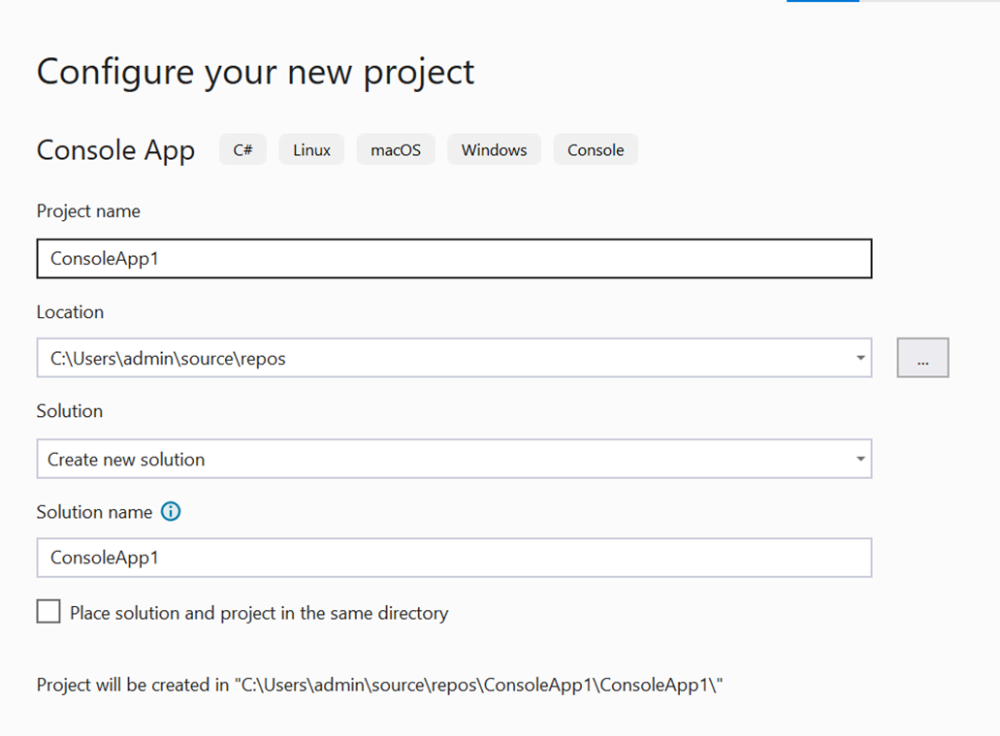 Configure your new project
Console App C# Linux macOS Windows Console
Project name
ConsoleApp1
Location
C:\Users\admin\source\repos
...
Solution
Create new solution
Solution name
ConsoleApp1
Place solution and project in the same directory
Project will be created in "C:\Users\admin\source\repos\ConsoleApp1\ConsoleApp1\"